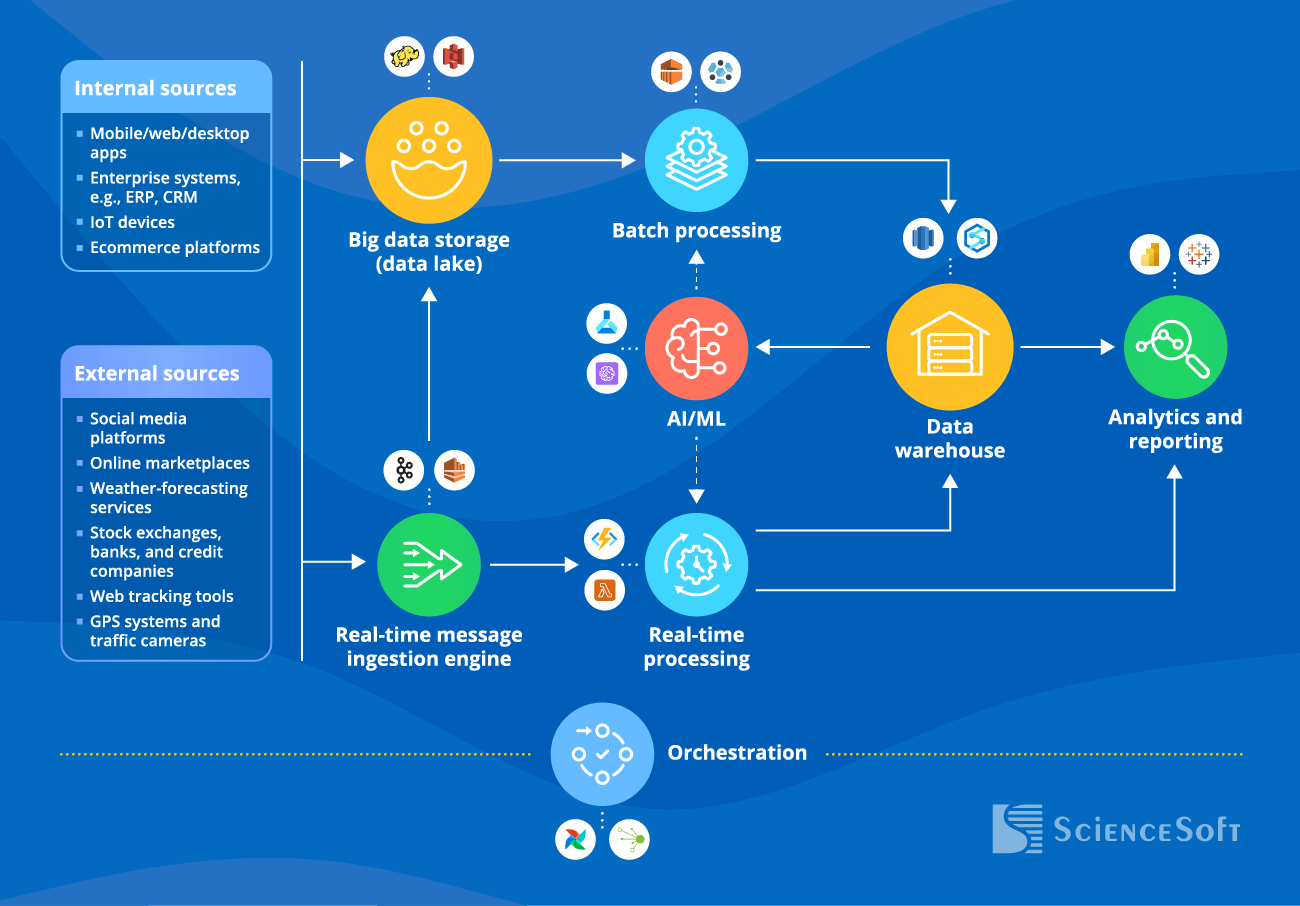 Internal sources
Mobile/web/desktop
apps
Enterprise systems,
e.g., ERP, CRM
IoT devices
Ecommerce platforms
External sources
Social media
platforms
Online marketplaces
Weather-forecasting
services
Stock exchanges,
banks, and credit
companies
Web tracking tools
GPS systems and
traffic cameras
Big data storage
(data lake)
Batch processing
AI/ML
Data
warehouse
Analytics and
reporting
Real-time message
ingestion engine
Real-time
processing
Orchestration
ScienceSoft